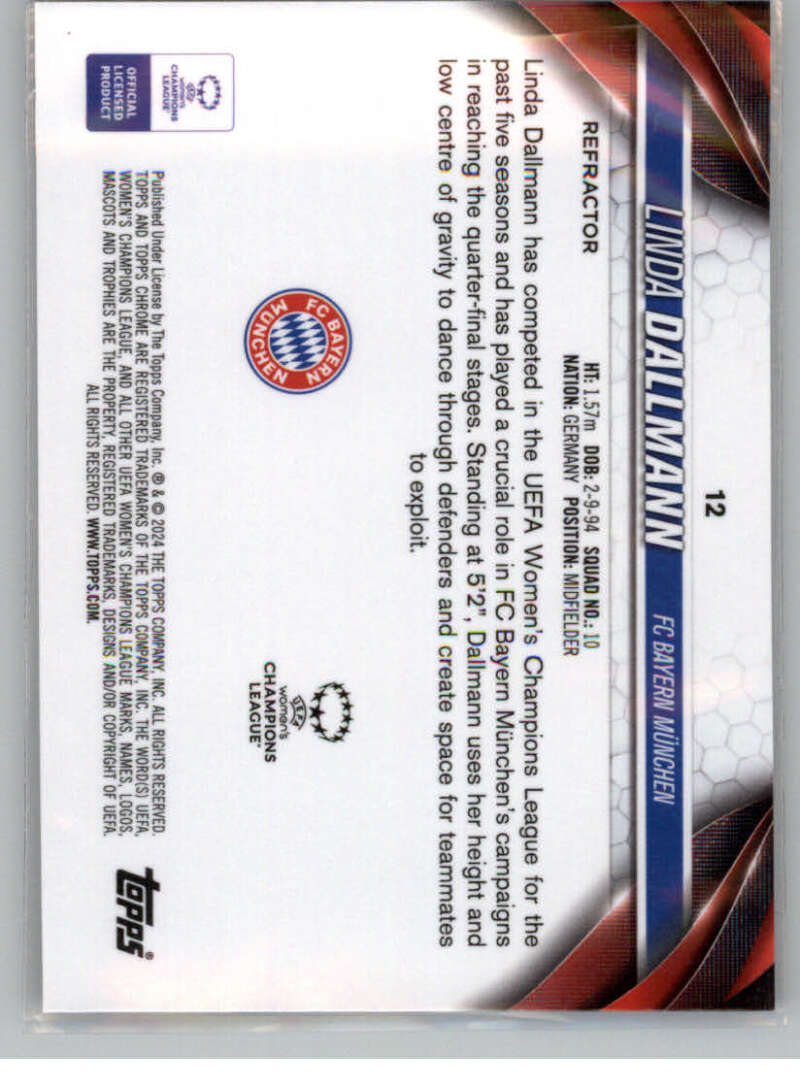 12
LINDA DALLMANN
FC BAYERN MÜNCHEN
REFRACTOR
HT: 1.57m DOB: 2-9-94 SQUAD NO.: 10
NATION: GERMANY POSITION: MIDFIELDER
Linda Dallmann has competed in the UEFA Women's Champions League for the
past five seasons and has played a crucial role in FC Bayern München's campaigns
in reaching the quarter-final stages. Standing at 5'2", Dallmann uses her height and
low centre of gravity to dance through defenders and create space for teammates
to exploit.
FC BAYERN
MÜNCHEN
UEFA
women's
CHAMPIONS
LEAGUE™
UEFA
women's
CHAMPIONS
LEAGUE™
OFFICIAL
LICENSED
PRODUCT
Published Under License by The Topps Company, Inc. ® & © 2024 THE TOPPS COMPANY, INC. ALL RIGHTS RESERVED.
TOPPS AND TOPPS CHROME ARE REGISTERED TRADEMARKS OF THE TOPPS COMPANY, INC. THE WORD(S) UEFA,
WOMEN'S CHAMPIONS LEAGUE, AND ALL OTHER UEFA WOMEN'S CHAMPIONS LEAGUE MARKS, NAMES, LOGOS,
MASCOTS AND TROPHIES ARE THE PROPERTY, REGISTERED TRADEMARKS, DESIGNS AND/OR COPYRIGHT OF UEFA.
ALL RIGHTS RESERVED. WWW.TOPPS.COM.
topps®